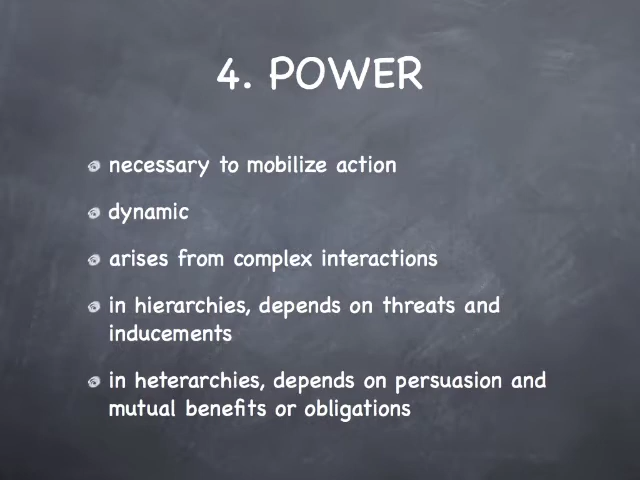 4. POWER
necessary to mobilize action
dynamic
arises from complex interactions
in hierarchies, depends on threats and
inducements
in heterarchies, depends on persuasion and
mutual benefits or obligations